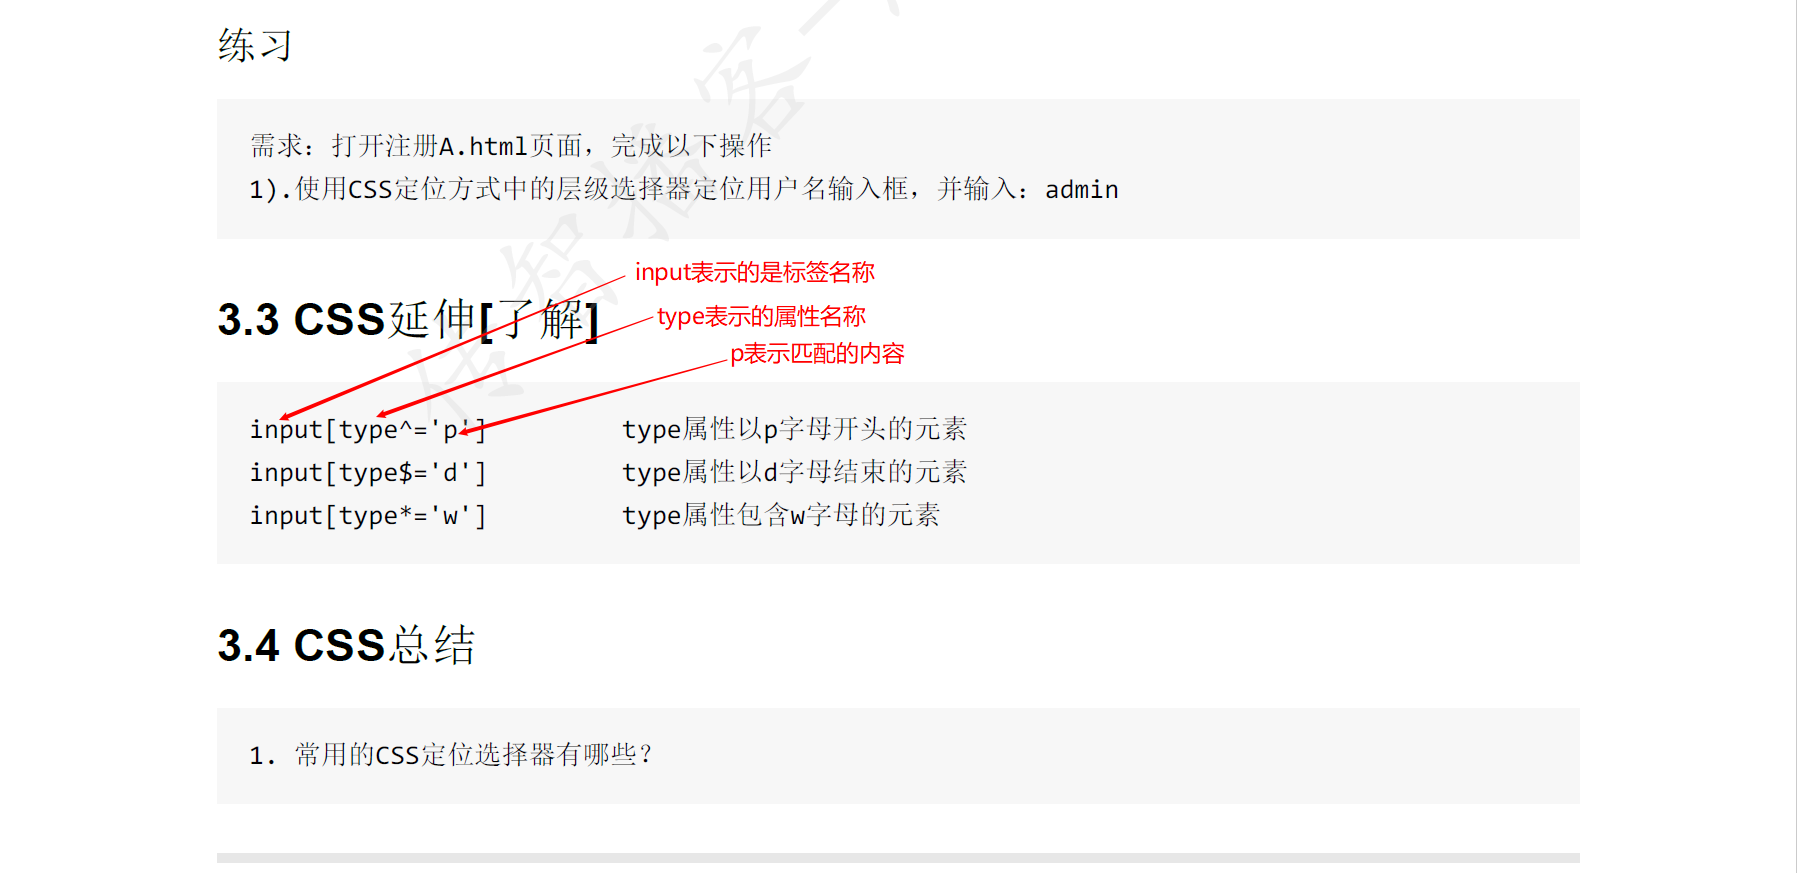 练习
需求：打开注册A.html页面，完成以下操作
1).使用CSS定位方式中的层级选择器定位用户名输入框，并输入：admin
input表示的是标签名称
3.3 CSS延伸[了解]
type表示的属性名称
p表示匹配的内容
input[type^='p'] type属性以p字母开头的元素
input[type$='d'] type属性以d字母结束的元素
input[type*='w'] type属性包含w字母的元素
3.4 CSS总结
1. 常用的CSS定位选择器有哪些？
传智播客